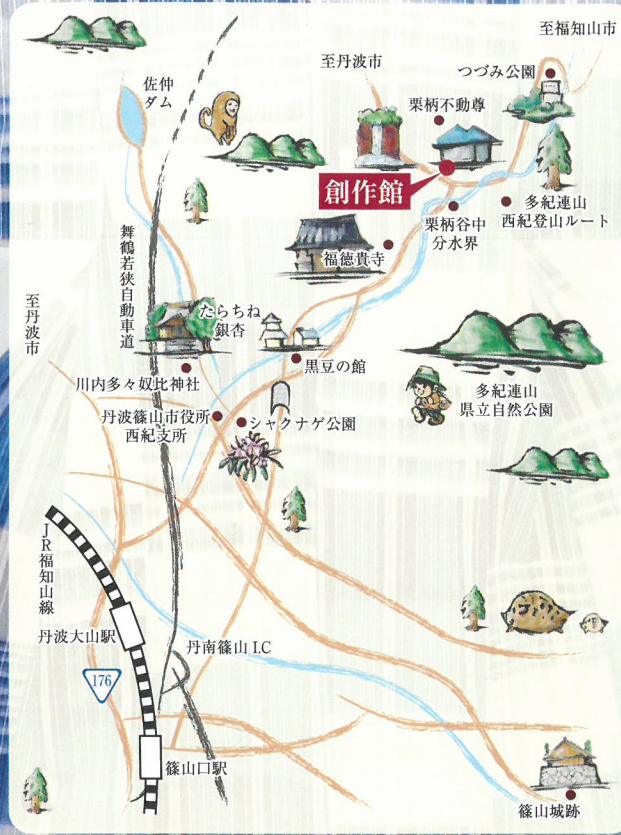 至福知山市
至丹波市
つづみ公園
佐仲
ダム
栗柄不動尊
創作館
多紀連山
西紀登山ルート
栗柄谷中
分水界
福徳貴寺
舞鶴若狭自動車道
至丹波市
たらちね
銀杏
黒豆の館
川内多々奴比神社
多紀連山
県立自然公園
丹波篠山市役所
西紀支所
シャクナゲ公園
JR福知山線
丹波大山駅
丹南篠山I.C
176
篠山口駅
篠山城跡